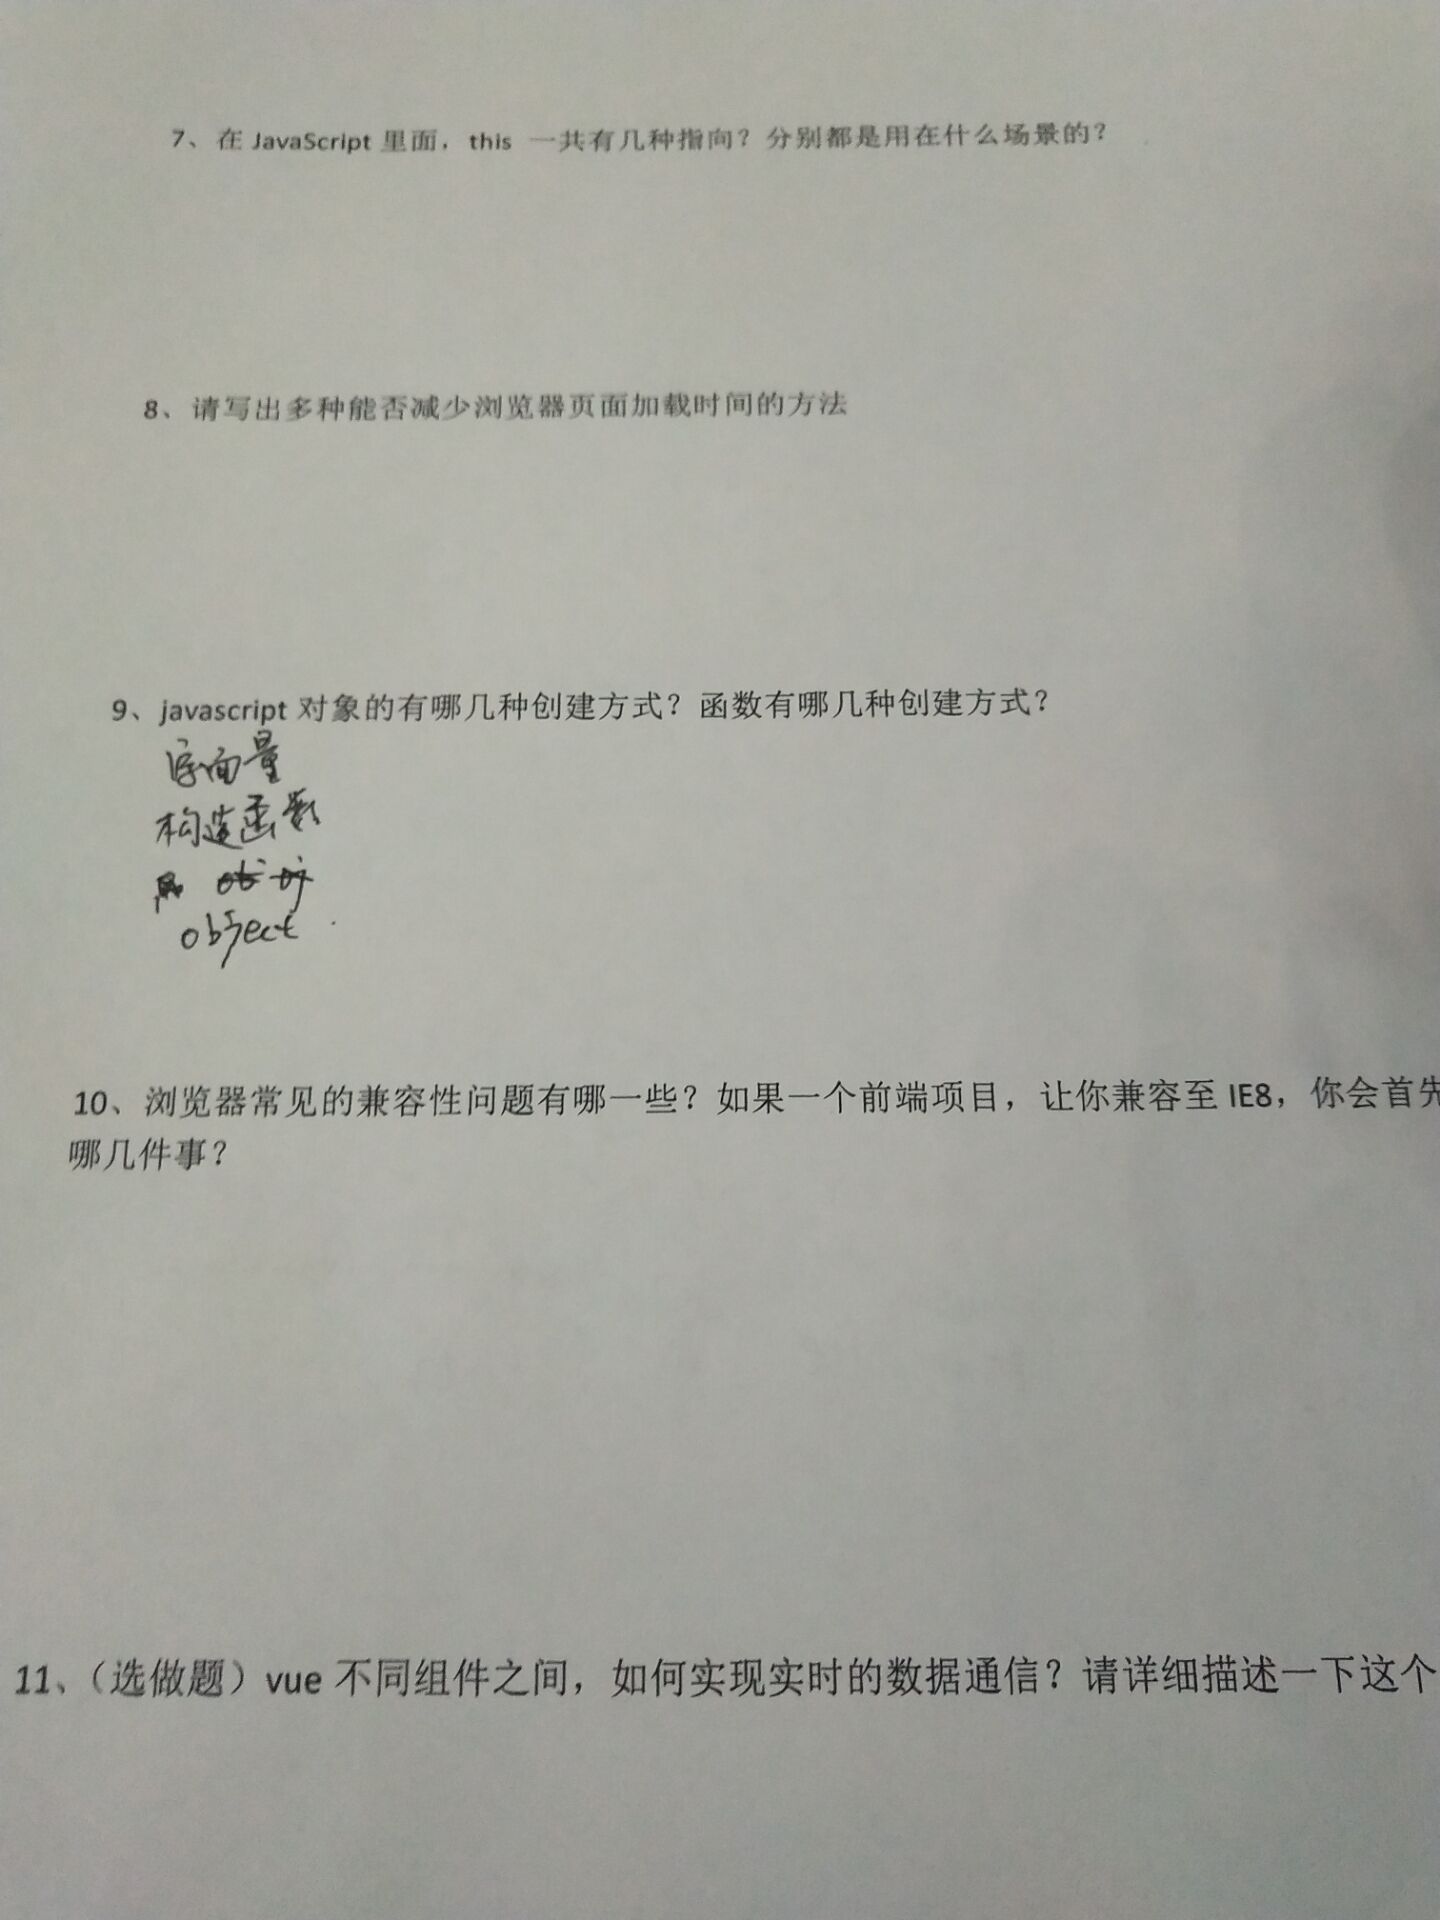 7、在 JavaScript 里面，this 一共有几种指向？分别都是用在什么场景的？
8、请写出多种能否减少浏览器页面加载时间的方法
9、javascript 对象的有哪几种创建方式？函数有哪几种创建方式？
字面量
构造函数
object
10、浏览器常见的兼容性问题有哪一些？如果一个前端项目，让你兼容至 IE8，你会首先
哪几件事？
11、（选做题）vue 不同组件之间，如何实现实时的数据通信？请详细描述一下这个